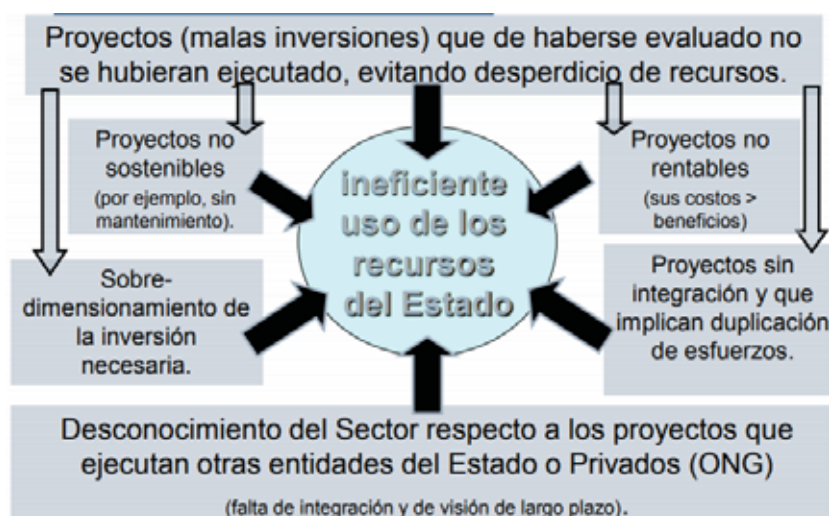 Proyectos (malas inversiones) que de haberse evaluado no
se hubieran ejecutado, evitando desperdicio de recursos.
Proyectos no
sostenibles
(por ejemplo, sin
mantenimiento).
ineficiente
uso de los
recursos
del Estado
Proyectos no
rentables
(sus costos >
beneficios)
Sobre-
dimensionamiento de
la inversión
necesaria.
Proyectos sin
integración y que
implican duplicación
de esfuerzos.
Desconocimiento del Sector respecto a los proyectos que
ejecutan otras entidades del Estado o Privados (ONG)
(falta de integración y de visión de largo plazo).